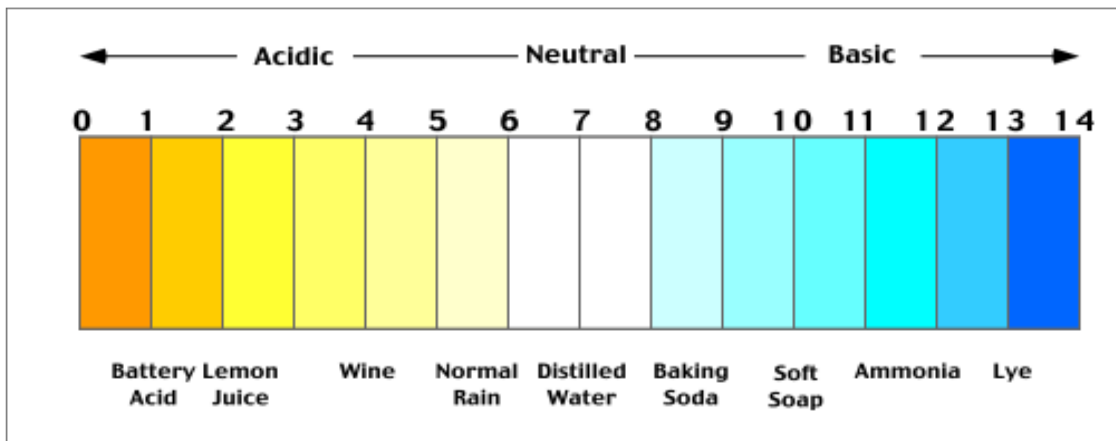 Acidic Neutral Basic
0 1 2 3 4 5 6 7 8 9 10 11 12 13 14
Battery Acid
Lemon Juice
Wine
Normal Rain
Distilled Water
Baking Soda
Soft Soap
Ammonia
Lye